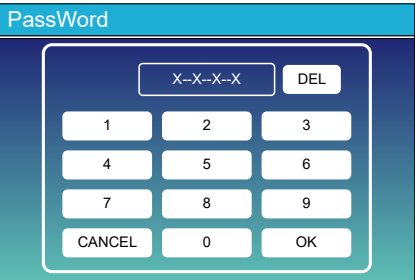 PassWord
X--X--X--X DEL
1 2 3
4 5 6
7 8 9
CANCEL 0 OK